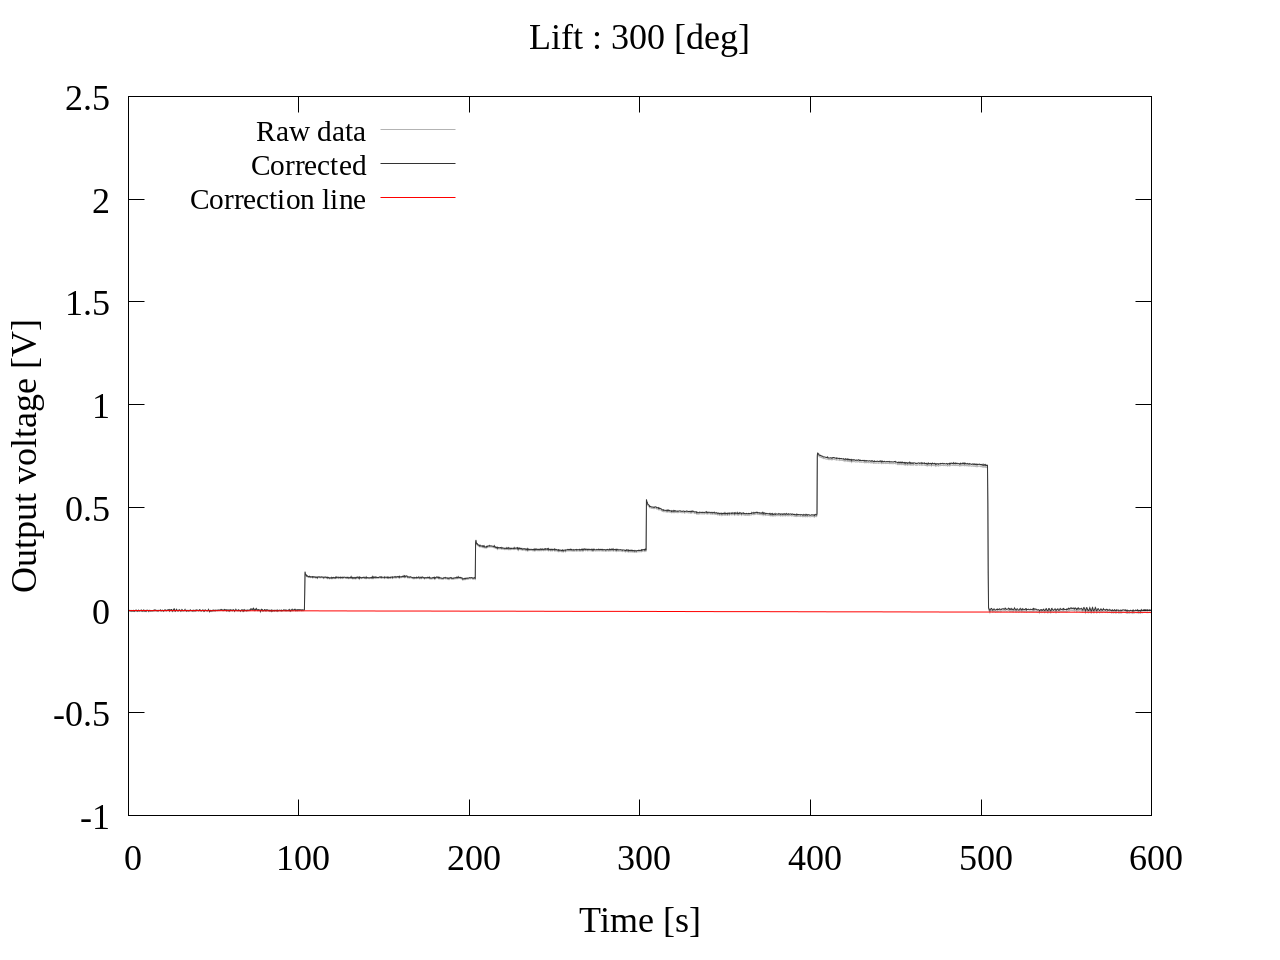 Lift : 300 [deg]
2.5
2
1.5
1
0.5
0
-0.5
-1
Output voltage [V]
Raw data
Corrected
Correction line
0 100 200 300 400 500 600
Time [s]